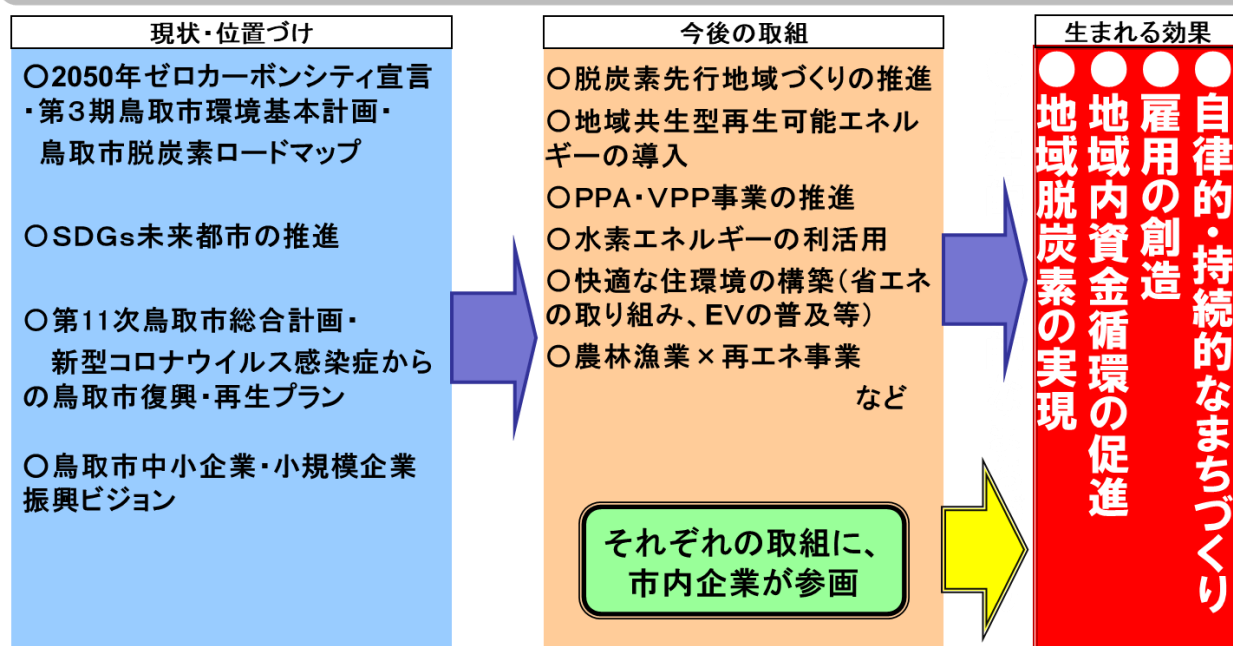 現状・位置づけ
○2050年ゼロカーボンシティ宣言
・第3期鳥取市環境基本計画・
鳥取市脱炭素ロードマップ
○SDGs未来都市の推進
○第11次鳥取市総合計画・
新型コロナウイルス感染症から
の鳥取市復興・再生プラン
○鳥取市中小企業・小規模企業
振興ビジョン
今後の取組
○脱炭素先行地域づくりの推進
○地域共生型再生可能エネル
ギーの導入
○PPA・VPP事業の推進
○水素エネルギーの利活用
○快適な住環境の構築(省エネ
の取り組み、EVの普及等)
○農林漁業×再エネ事業
など
それぞれの取組に、
市内企業が参画
生まれる効果
●自律的・持続的なまちづくり
●雇用の創造
●地域内資金循環の促進
●地域脱炭素の実現